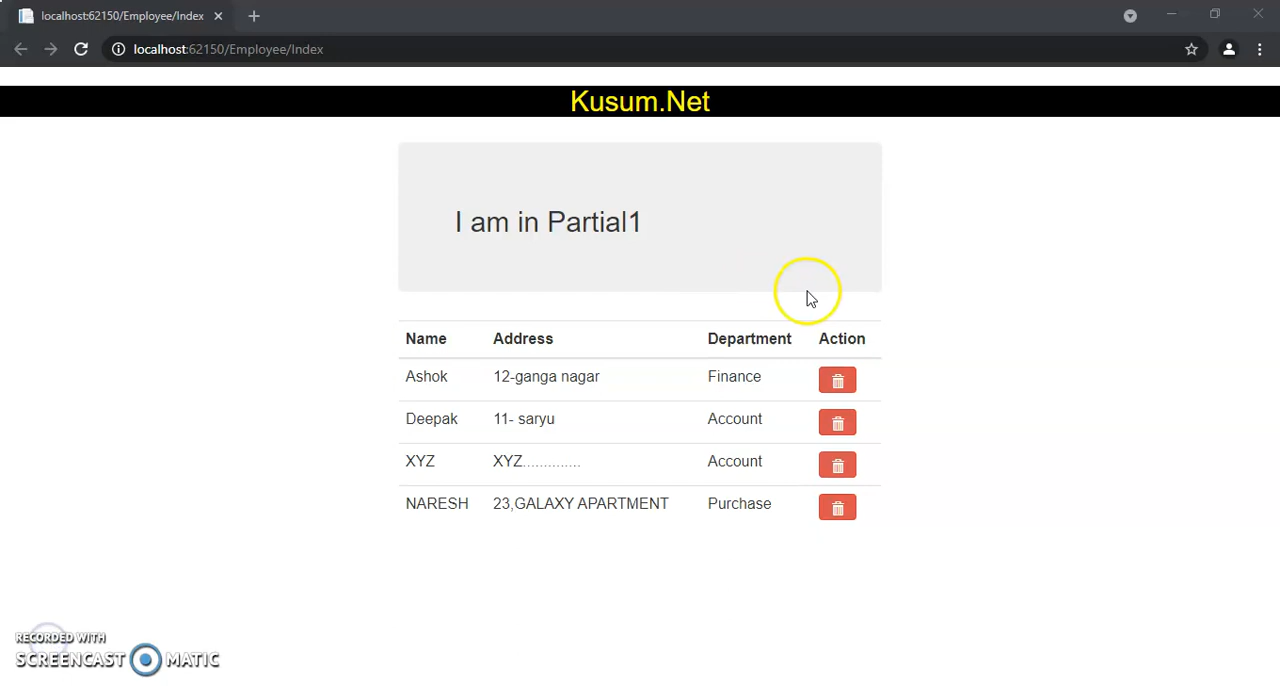 localhost:62150/Employee/Index
localhost:62150/Employee/Index
Kusum.Net
I am in Partial1
Name Address Department Action
Ashok 12-ganga nagar Finance
Deepak 11- saryu Account
XYZ XYZ............. Account
NARESH 23,GALAXY APARTMENT Purchase
RECORDED WITH
SCREENCAST MATIC